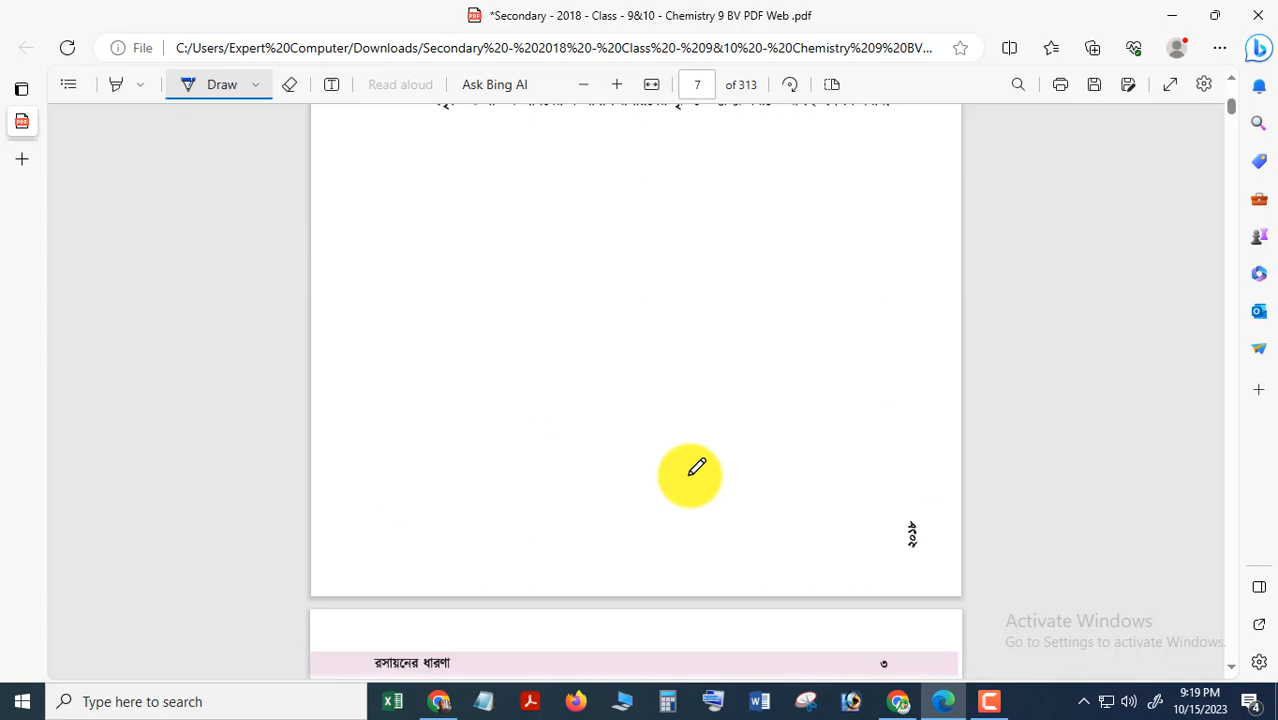 *Secondary - 2018 - Class - 9&10 - Chemistry 9 BV PDF Web .pdf
File
C:/Users/Expert%20Computer/Downloads/Secondary%20-%202018%20-%20Class%20-%209&10%20-%20Chemistry%209%20BV...
Draw
Read aloud
Ask Bing AI
7 of 313
২০১৯
রসায়নের ধারণা
৩
Activate Windows
Go to Settings to activate Windows.
Type here to search
9:19 PM
10/15/2023
4